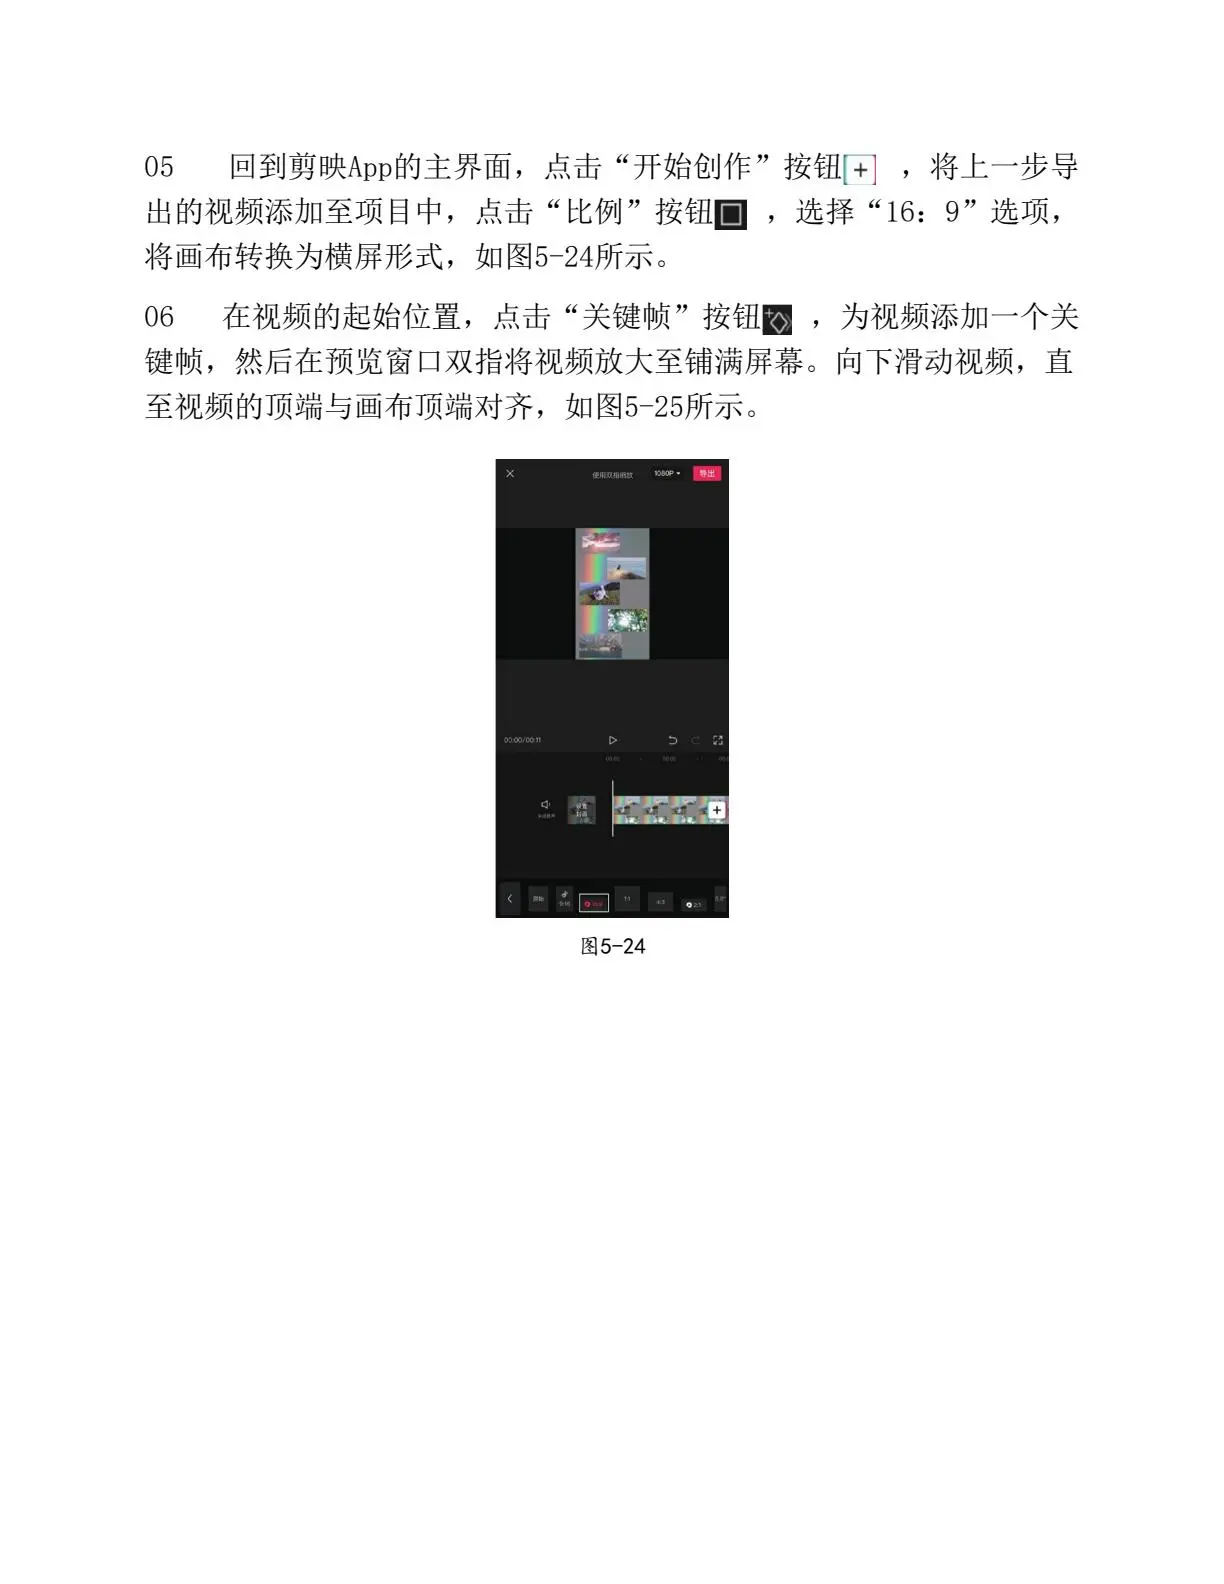 05 回到剪映App的主界面，点击“开始创作”按钮，将上一步导
出的视频添加至项目中，点击“比例”按钮，选择“16：9”选项，
将画布转换为横屏形式，如图5-24所示。
06 在视频的起始位置，点击“关键帧”按钮，为视频添加一个关
键帧，然后在预览窗口双指将视频放大至铺满屏幕。向下滑动视频，直
至视频的顶端与画布顶端对齐，如图5-25所示。
使用双指缩放 1080P 导出
00:00/00:11
00:00 00:02
设置
封面
原始 1:1 4:3 2:1
图5-24